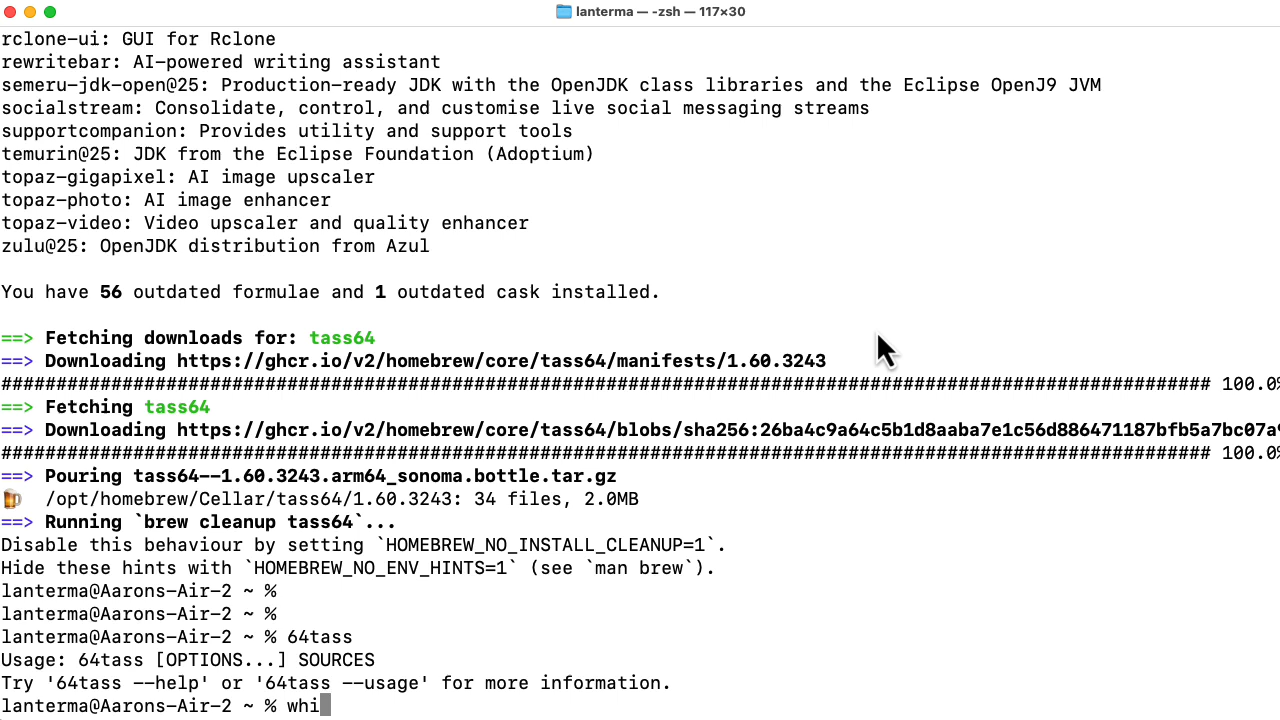 lanterma — -zsh — 117×30
rclone-ui: GUI for Rclone
rewritebar: AI-powered writing assistant
semeru-jdk-open@25: Production-ready JDK with the OpenJDK class libraries and the Eclipse OpenJ9 JVM
socialstream: Consolidate, control, and customise live social messaging streams
supportcompanion: Provides utility and support tools
temurin@25: JDK from the Eclipse Foundation (Adoptium)
topaz-gigapixel: AI image upscaler
topaz-photo: AI image enhancer
topaz-video: Video upscaler and quality enhancer
zulu@25: OpenJDK distribution from Azul
You have 56 outdated formulae and 1 outdated cask installed.
==> Fetching downloads for: tass64
==> Downloading https://ghcr.io/v2/homebrew/core/tass64/manifests/1.60.3243
############################################################################################################## 100.0%
==> Fetching tass64
==> Downloading https://ghcr.io/v2/homebrew/core/tass64/blobs/sha256:26ba4c9a64c5b1d8aaba7e1c56d886471187bfb5a7bc07a9
############################################################################################################## 100.0%
==> Pouring tass64--1.60.3243.arm64_sonoma.bottle.tar.gz
🍺 /opt/homebrew/Cellar/tass64/1.60.3243: 34 files, 2.0MB
==> Running `brew cleanup tass64`...
Disable this behaviour by setting `HOMEBREW_NO_INSTALL_CLEANUP=1`.
Hide these hints with `HOMEBREW_NO_ENV_HINTS=1` (see `man brew`).
lanterma@Aarons-Air-2 ~ %
lanterma@Aarons-Air-2 ~ %
lanterma@Aarons-Air-2 ~ % 64tass
Usage: 64tass [OPTIONS...] SOURCES
Try '64tass --help' or '64tass --usage' for more information.
lanterma@Aarons-Air-2 ~ % whi